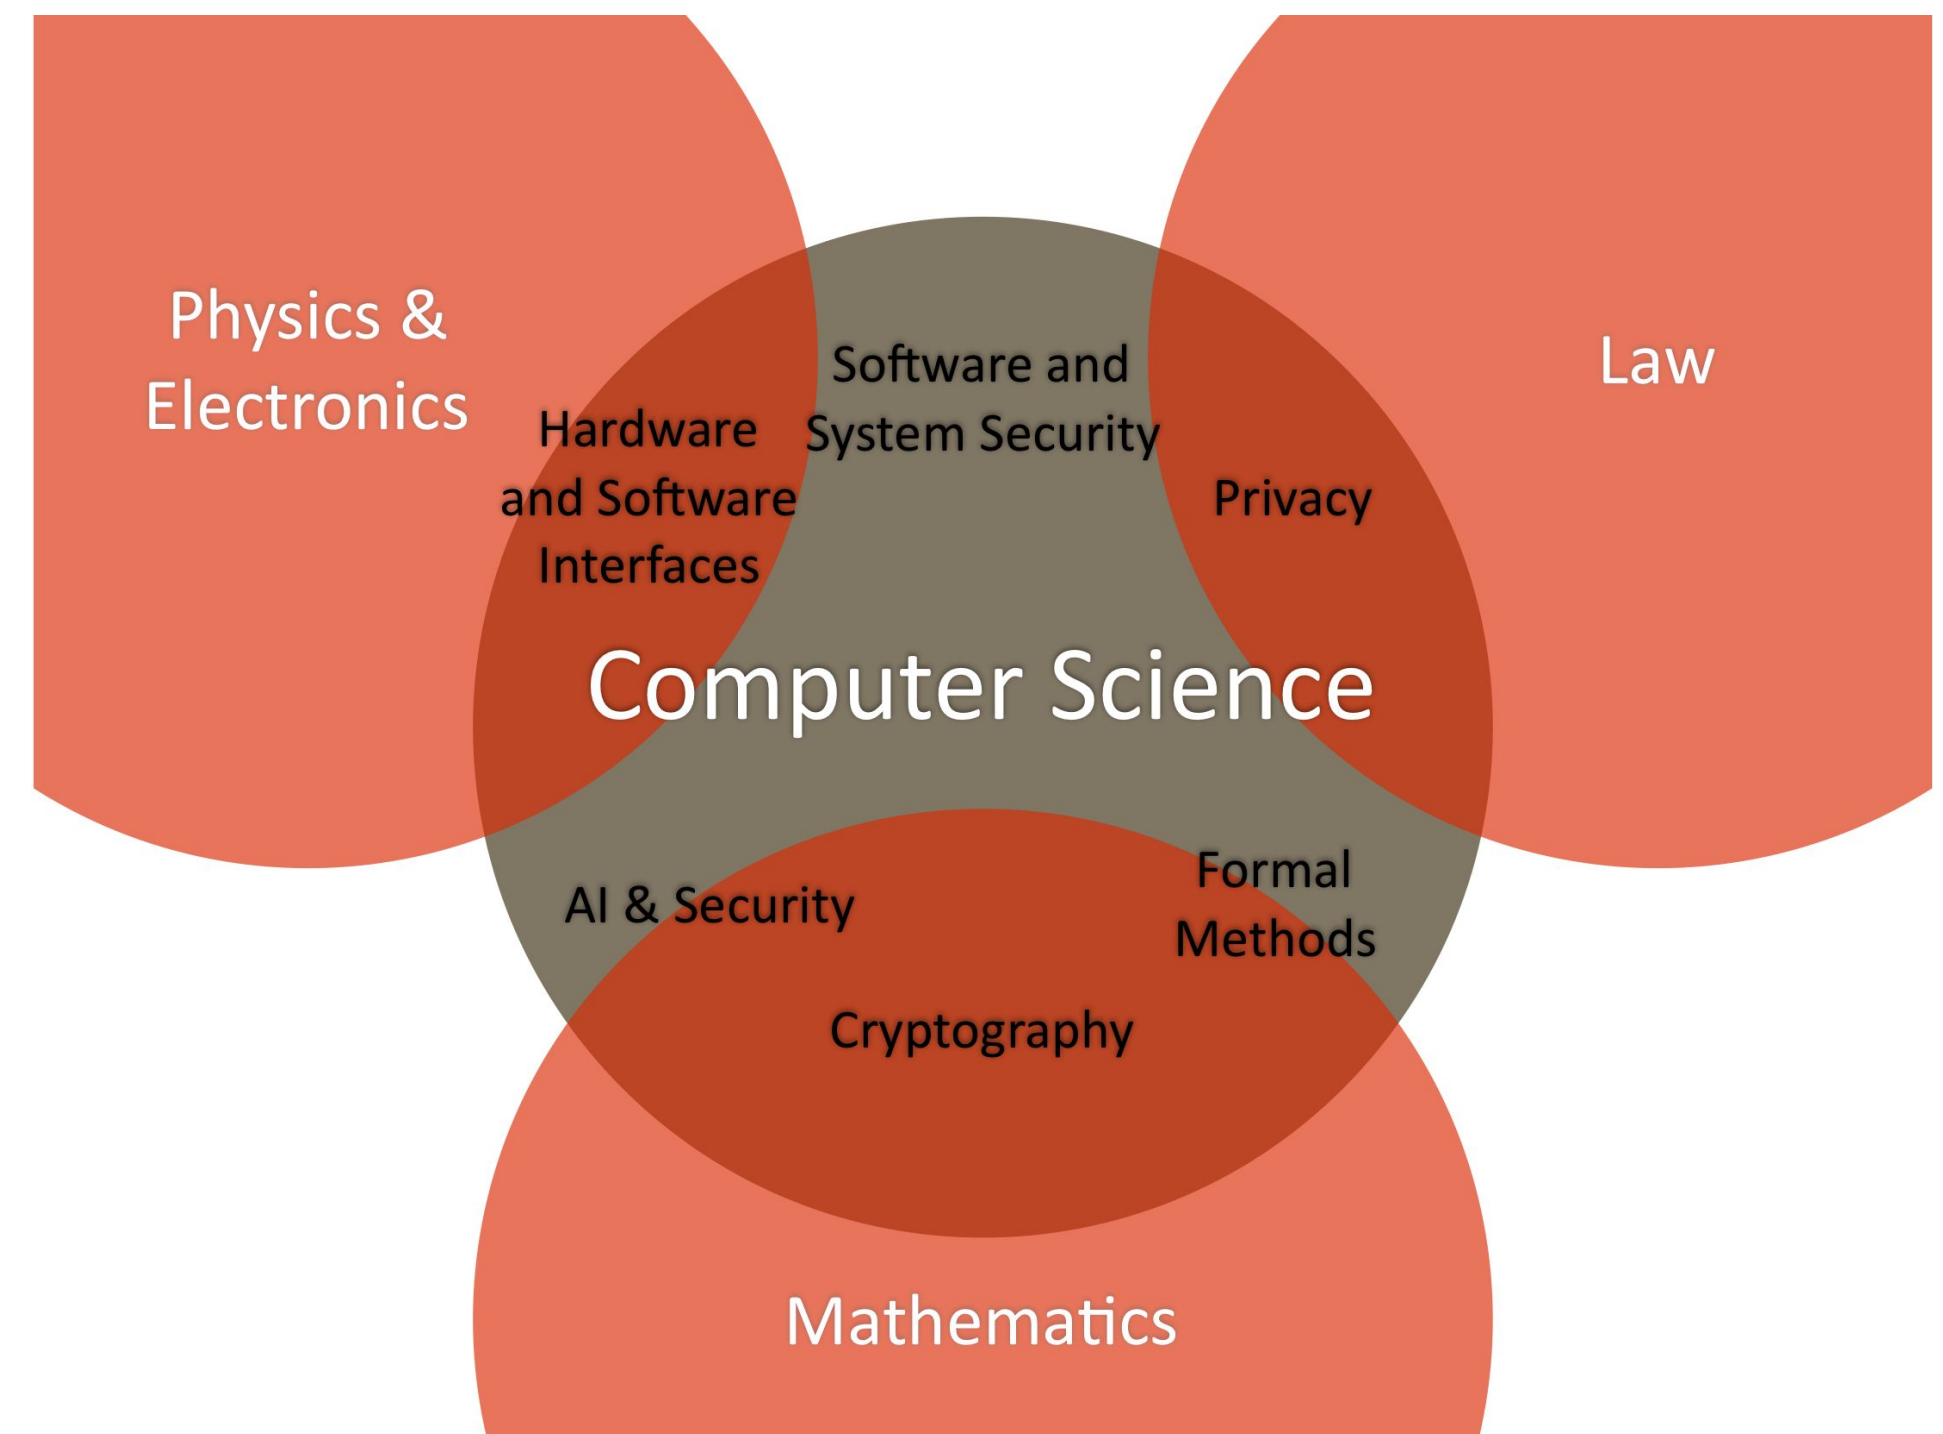 Physics &
Electronics
Law
Software and
System Security
Hardware
and Software
Interfaces
Privacy
Computer Science
AI & Security
Formal
Methods
Cryptography
Mathematics